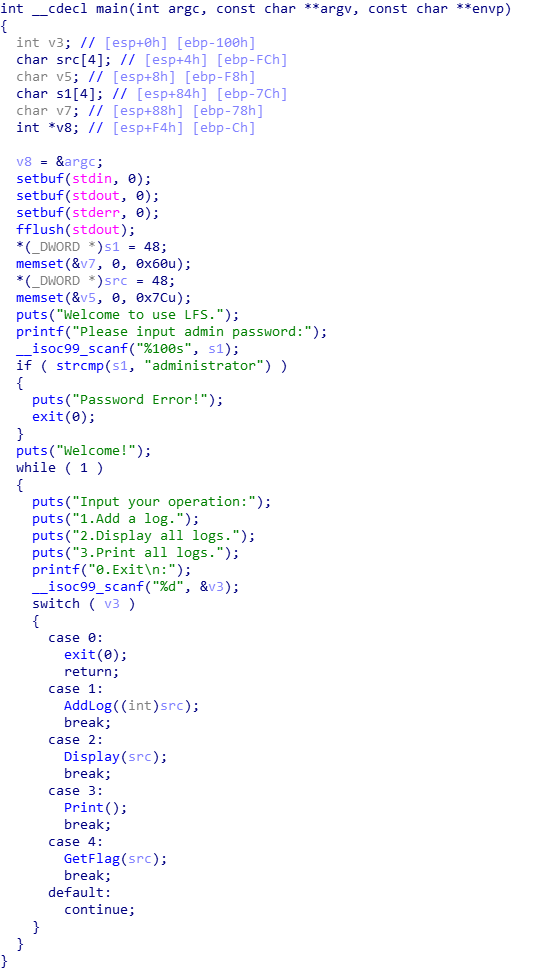 int __cdecl main(int argc, const char **argv, const char **envp)
{
  int v3; // [esp+0h] [ebp-100h]
  char src[4]; // [esp+4h] [ebp-FCh]
  char v5; // [esp+8h] [ebp-F8h]
  char s1[4]; // [esp+84h] [ebp-7Ch]
  char v7; // [esp+88h] [ebp-78h]
  int *v8; // [esp+F4h] [ebp-Ch]

  v8 = &argc;
  setbuf(stdin, 0);
  setbuf(stdout, 0);
  setbuf(stderr, 0);
  fflush(stdout);
  *(_DWORD *)s1 = 48;
  memset(&v7, 0, 0x60u);
  *(_DWORD *)src = 48;
  memset(&v5, 0, 0x7Cu);
  puts("Welcome to use LFS.");
  printf("Please input admin password:");
  __isoc99_scanf("%100s", s1);
  if ( strcmp(s1, "administrator") )
  {
    puts("Password Error!");
    exit(0);
  }
  puts("Welcome!");
  while ( 1 )
  {
    puts("Input your operation:");
    puts("1.Add a log.");
    puts("2.Display all logs.");
    puts("3.Print all logs.");
    printf("0.Exit\n:");
    __isoc99_scanf("%d", &v3);
    switch ( v3 )
    {
      case 0:
        exit(0);
        return;
      case 1:
        AddLog((int)src);
        break;
      case 2:
        Display(src);
        break;
      case 3:
        Print();
        break;
      case 4:
        GetFlag(src);
        break;
      default:
        continue;
    }
  }
}